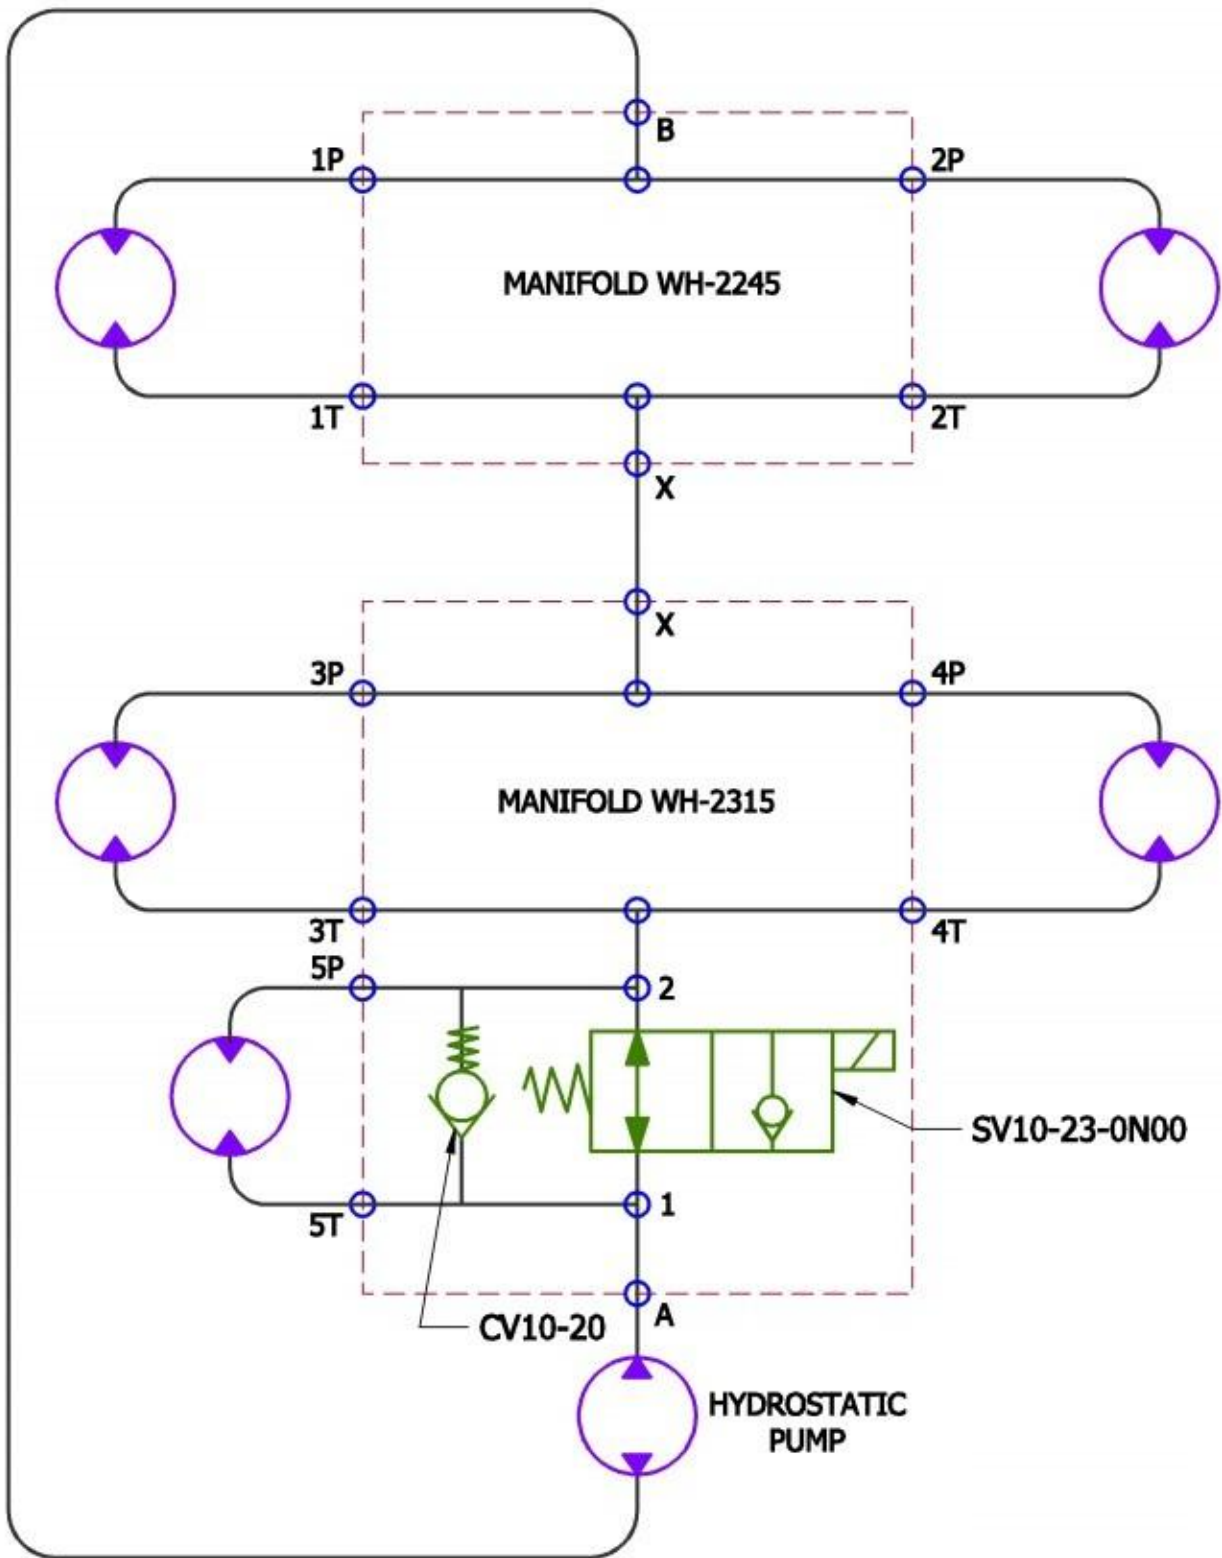 B
1P
2P
MANIFOLD WH-2245
1T
2T
X
X
3P
4P
MANIFOLD WH-2315
3T
4T
5P
2
SV10-23-0N00
5T
1
A
CV10-20
HYDROSTATIC
PUMP